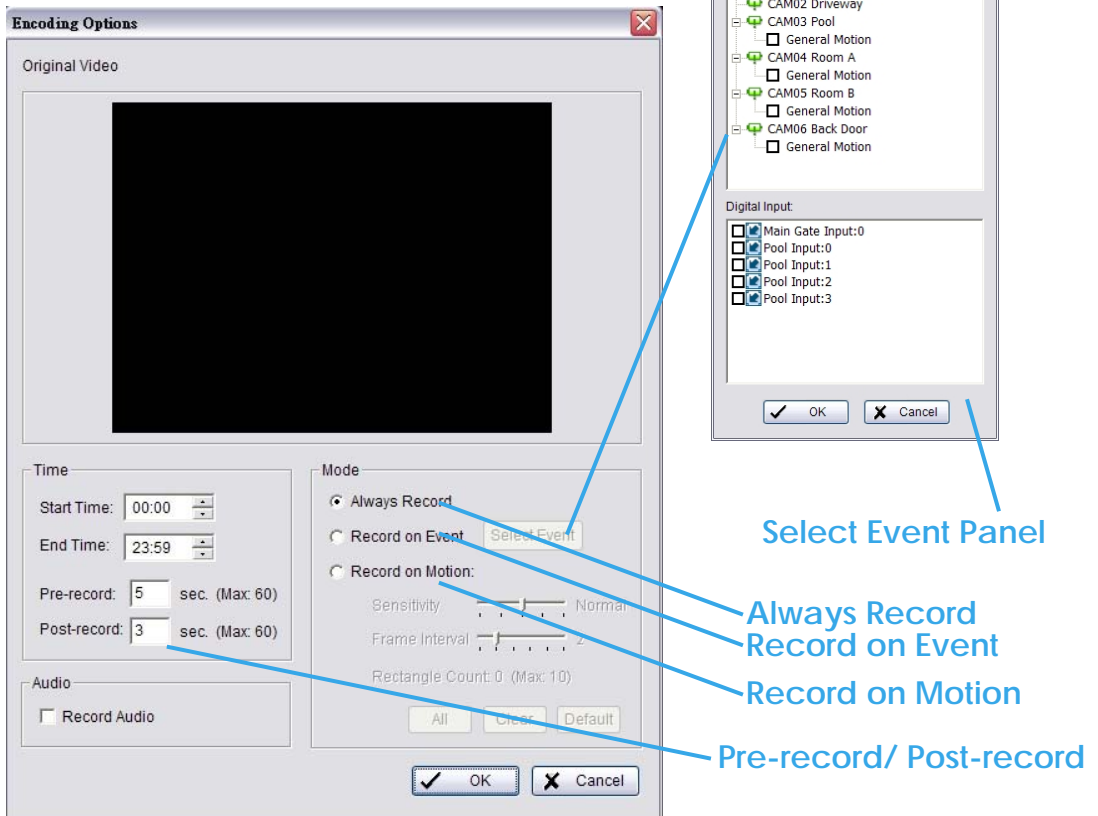 Encoding Options
Original Video
Time
Start Time: 00:00
End Time: 23:59
Pre-record: 5 sec. (Max: 60)
Post-record: 3 sec. (Max: 60)
Audio
Record Audio
Mode
Always Record
Record on Event Select Event
Record on Motion:
Sensitivity Normal
Frame Interval 2
Rectangle Count: 0 (Max: 10)
All Clear Default
OK Cancel
CAM02 Driveway
CAM03 Pool
General Motion
CAM04 Room A
General Motion
CAM05 Room B
General Motion
CAM06 Back Door
General Motion
Digital Input:
Main Gate Input:0
Pool Input:0
Pool Input:1
Pool Input:2
Pool Input:3
OK Cancel
Select Event Panel
Always Record
Record on Event
Record on Motion
Pre-record/ Post-record